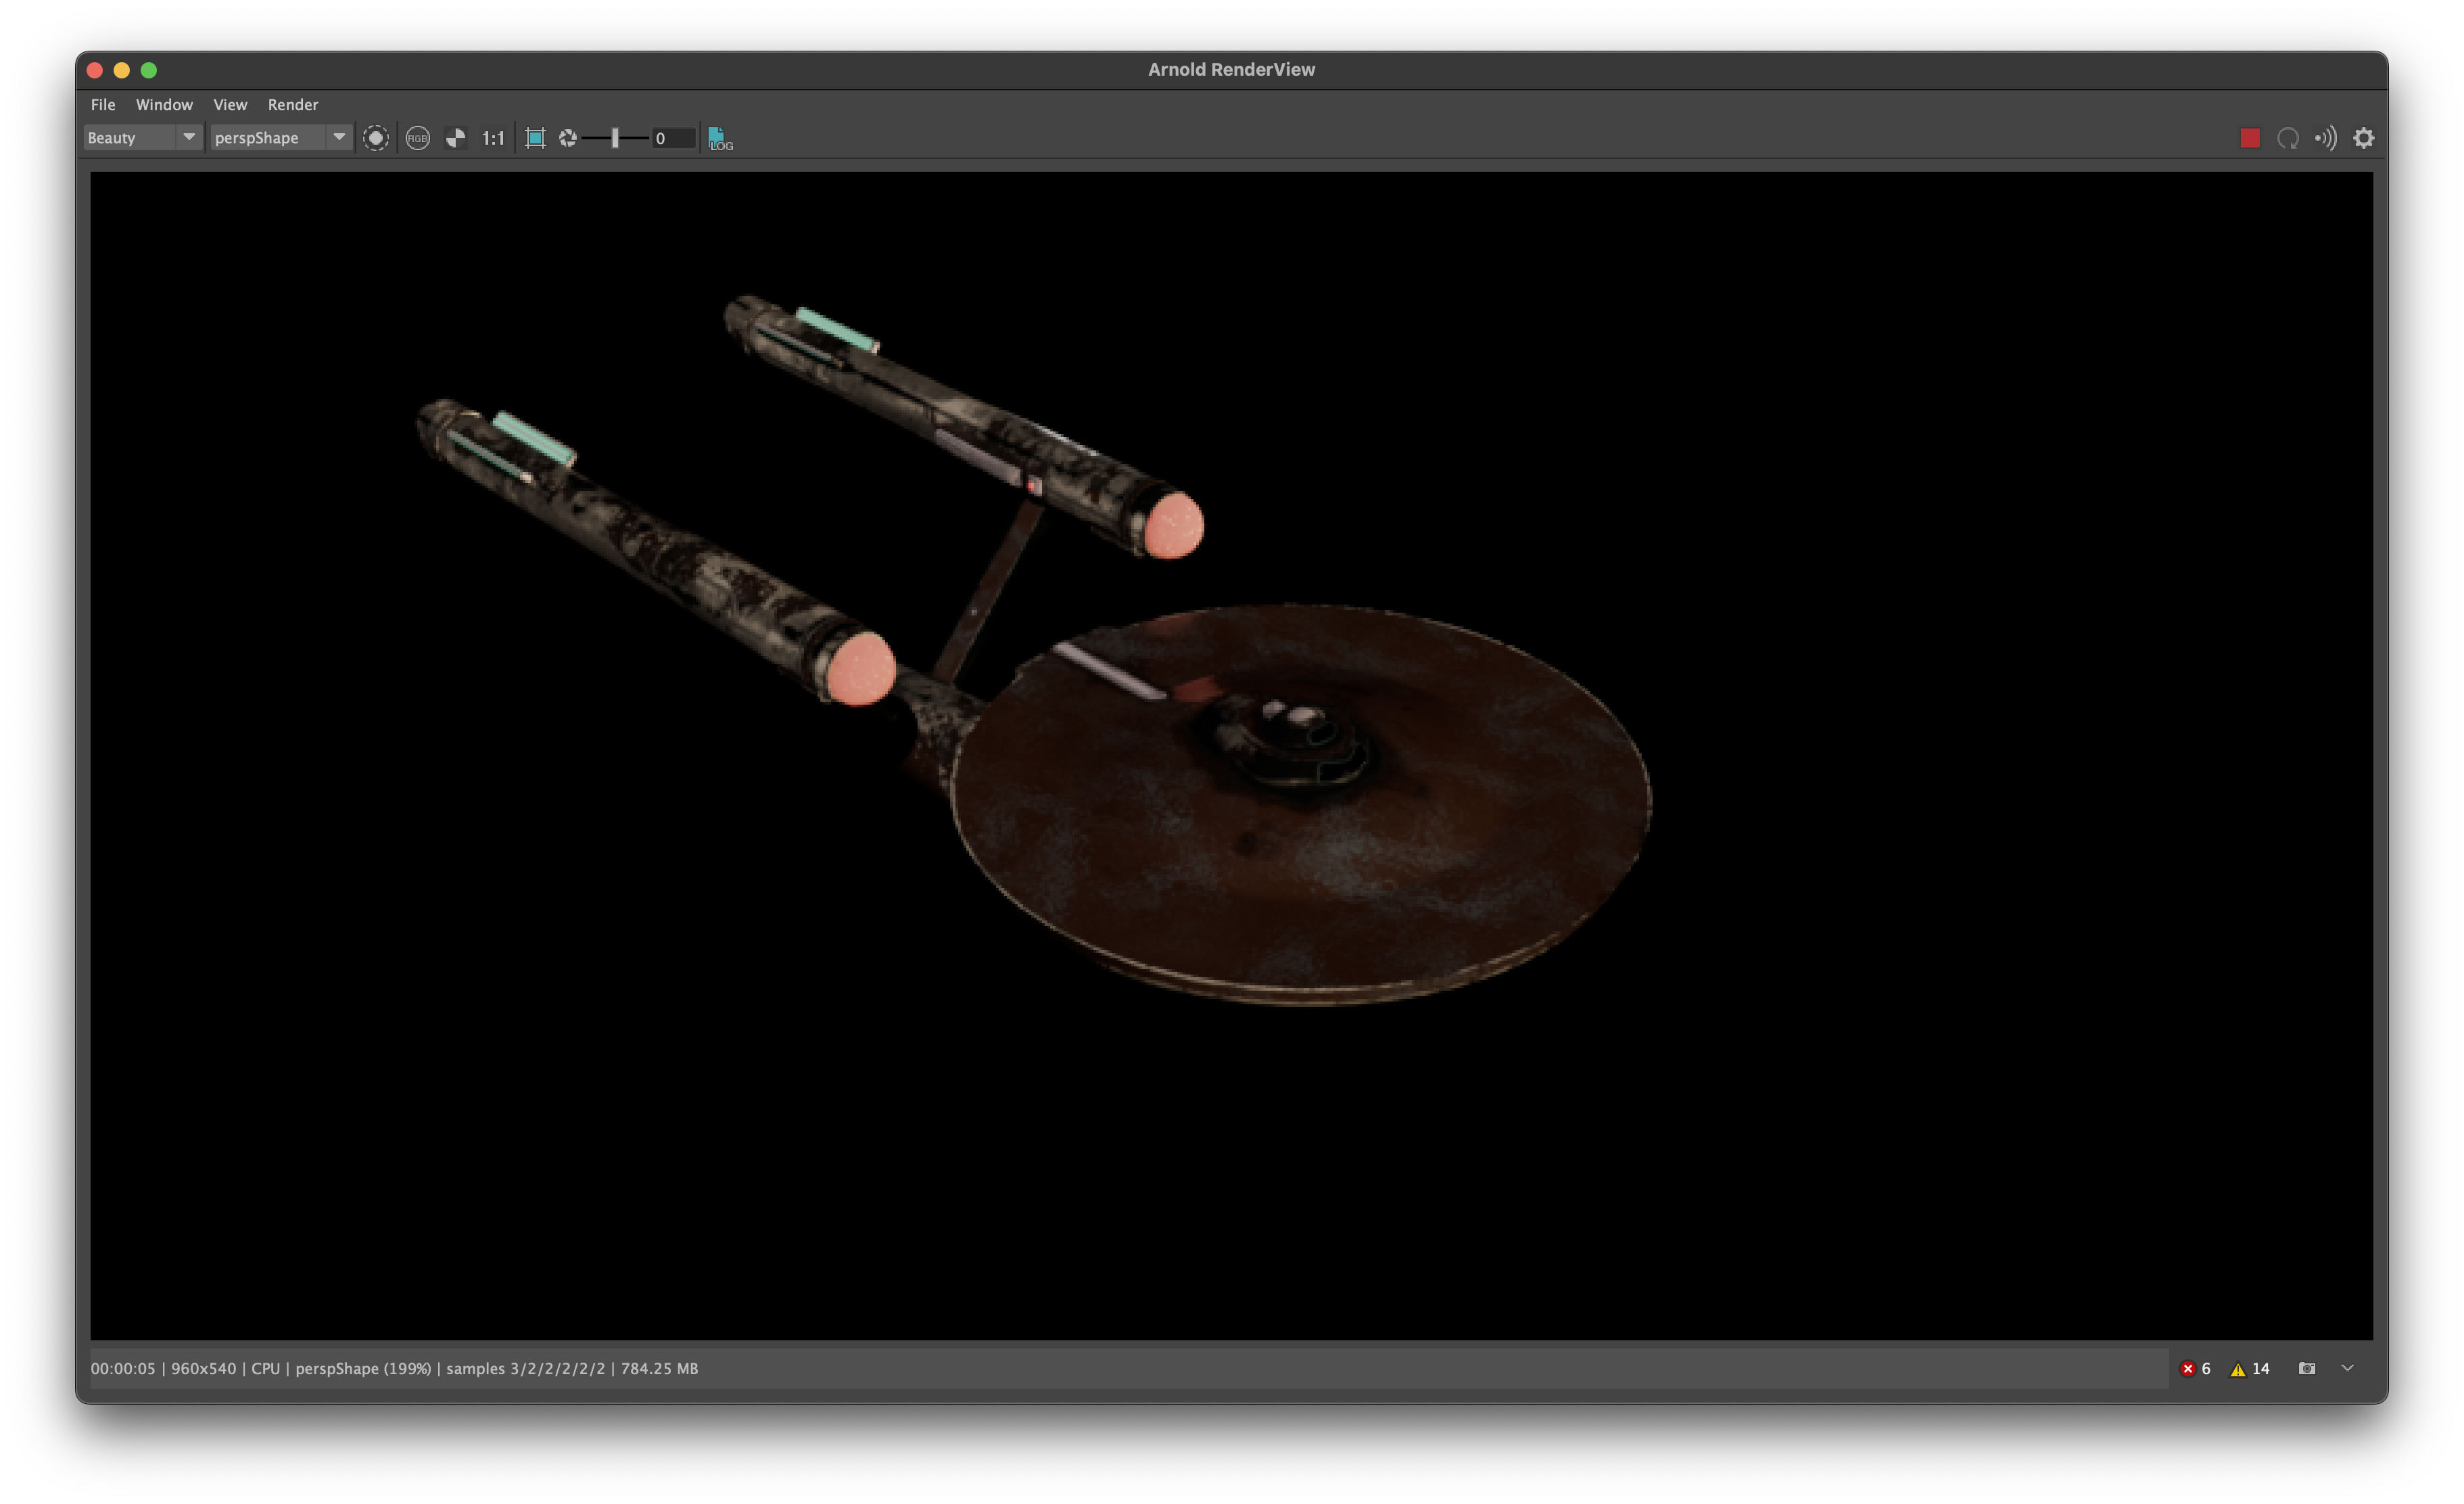 Arnold RenderView
File Window View Render
Beauty perspShape RGB 1:1 0 LOG
00:00:05 | 960x540 | CPU | perspShape (199%) | samples 3/2/2/2/2/2 | 784.25 MB 6 14